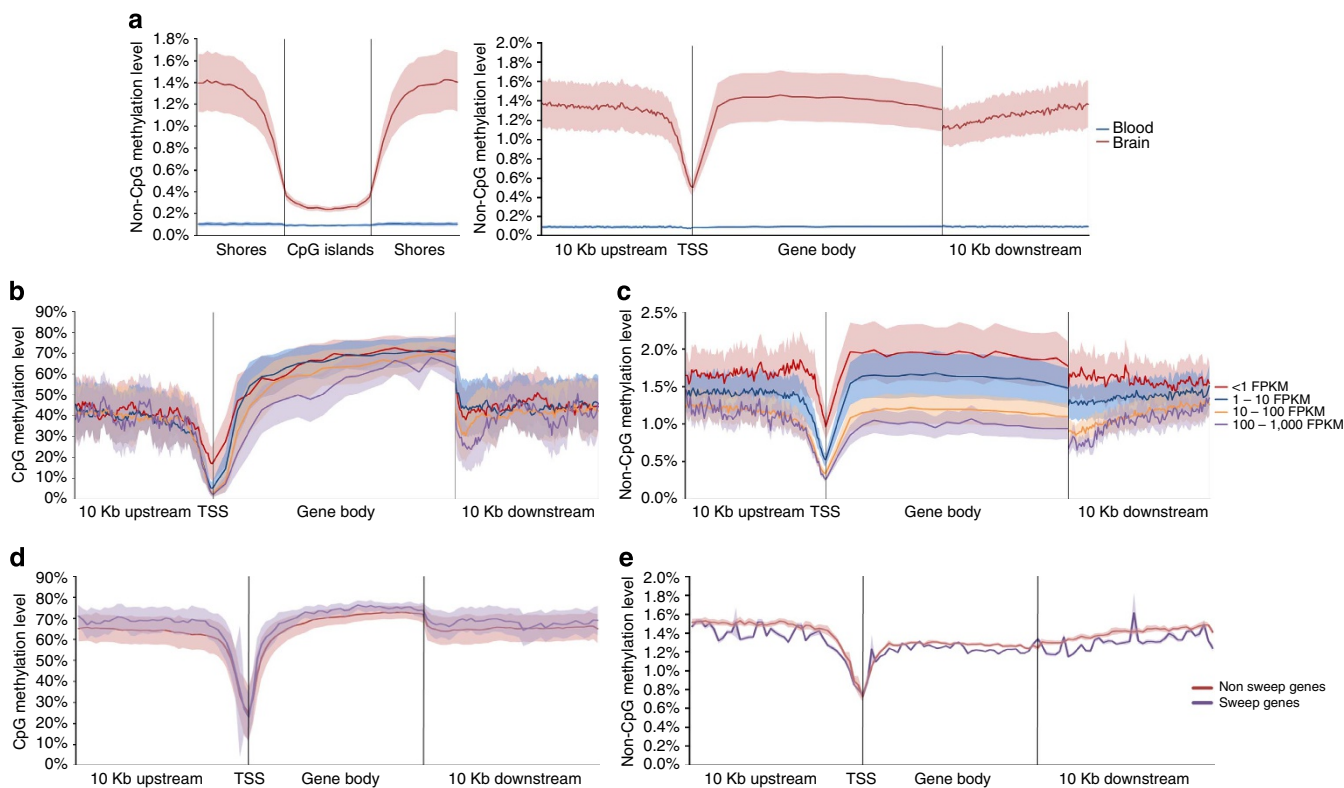 a
Non-CpG methylation level
1.8%
1.6%
1.4%
1.2%
1.0%
0.8%
0.6%
0.4%
0.2%
0.0%
Shores CpG islands Shores
Non-CpG methylation level
2.0%
1.8%
1.6%
1.4%
1.2%
1.0%
0.8%
0.6%
0.4%
0.2%
0.0%
10 Kb upstream TSS Gene body 10 Kb downstream
Blood
Brain
b
CpG methylation level
90%
80%
70%
60%
50%
40%
30%
20%
10%
0%
10 Kb upstream TSS Gene body 10 Kb downstream
c
Non-CpG methylation level
2.5%
2.0%
1.5%
1.0%
0.5%
0.0%
10 Kb upstream TSS Gene body 10 Kb downstream
<1 FPKM
1 – 10 FPKM
10 – 100 FPKM
100 – 1,000 FPKM
d
CpG methylation level
90%
80%
70%
60%
50%
40%
30%
20%
10%
0%
10 Kb upstream TSS Gene body 10 Kb downstream
e
Non-CpG methylation level
2.0%
1.8%
1.6%
1.4%
1.2%
1.0%
0.8%
0.6%
0.4%
0.2%
0.0%
10 Kb upstream TSS Gene body 10 Kb downstream
Non sweep genes
Sweep genes